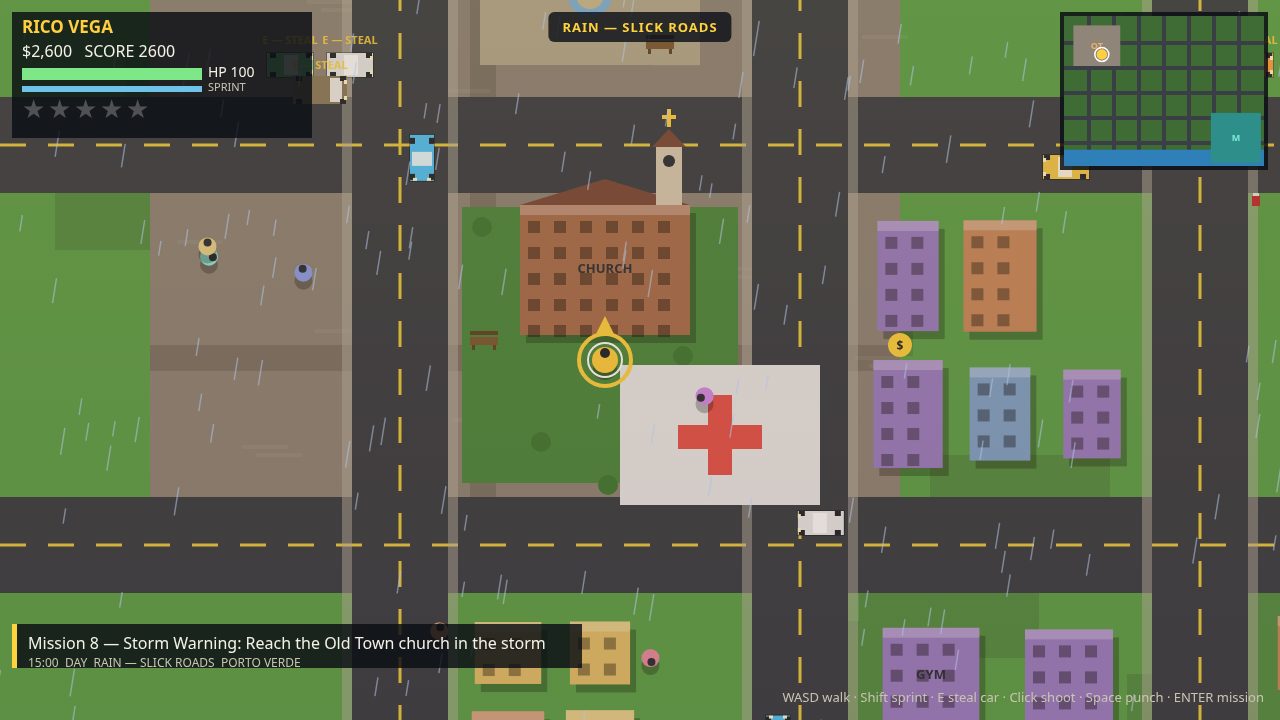 RICO VEGA
$2,600 SCORE 2600
HP 100
SPRINT
E — STEAL E — STEAL
STEAL
RAIN — SLICK ROADS
OT
M
AL
CHURCH
$
GYM
Mission 8 — Storm Warning: Reach the Old Town church in the storm
15:00 DAY RAIN — SLICK ROADS PORTO VERDE
WASD walk · Shift sprint · E steal car · Click shoot · Space punch · ENTER mission